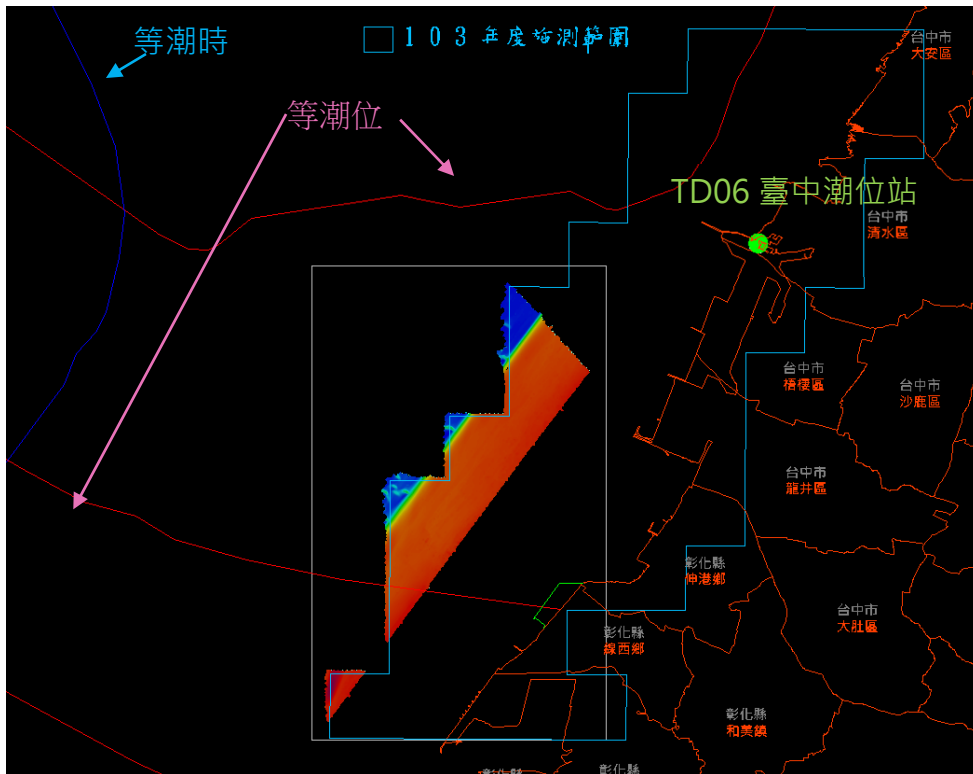 等潮時
１０３年度施測範圍
台中市
大安區
等潮位
TD06 臺中潮位站
台中市
清水區
台中市
梧棲區
台中市
沙鹿區
台中市
龍井區
彰化縣
伸港鄉
台中市
大肚區
彰化縣
線西鄉
彰化縣
和美鎮
彰化縣
彰化縣